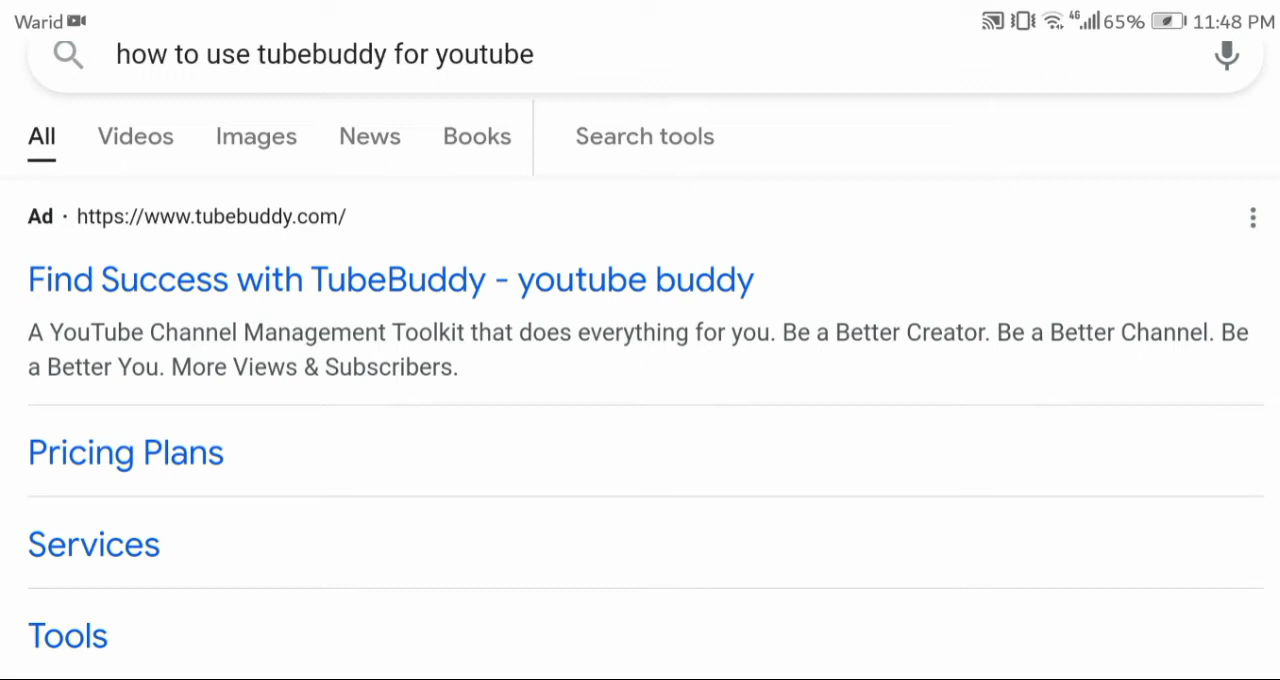 Warid 4G 65% 11:48 PM
how to use tubebuddy for youtube
All Videos Images News Books Search tools
Ad · https://www.tubebuddy.com/
Find Success with TubeBuddy - youtube buddy
A YouTube Channel Management Toolkit that does everything for you. Be a Better Creator. Be a Better Channel. Be
a Better You. More Views & Subscribers.
Pricing Plans
Services
Tools